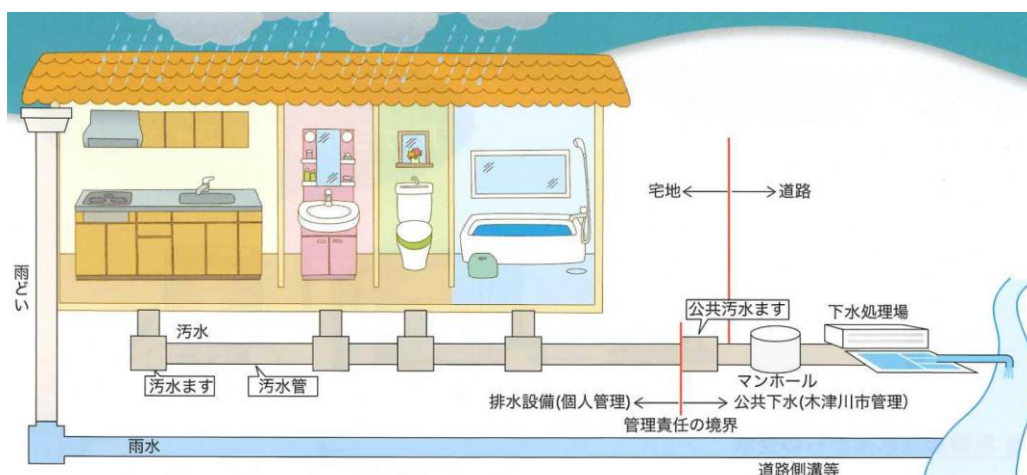 宅地
道路
雨どい
公共汚水ます
下水処理場
汚水
汚水ます
汚水管
マンホール
排水設備(個人管理)
公共下水(木津川市管理)
管理責任の境界
雨水
道路側溝等